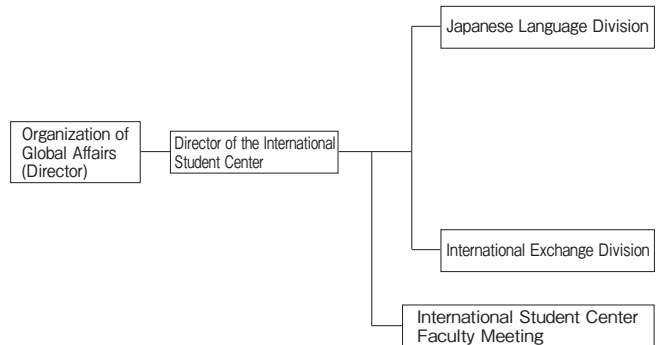 Japanese Language Division
Organization of
Global Affairs
(Director)
Director of the International
Student Center
International Exchange Division
International Student Center
Faculty Meeting